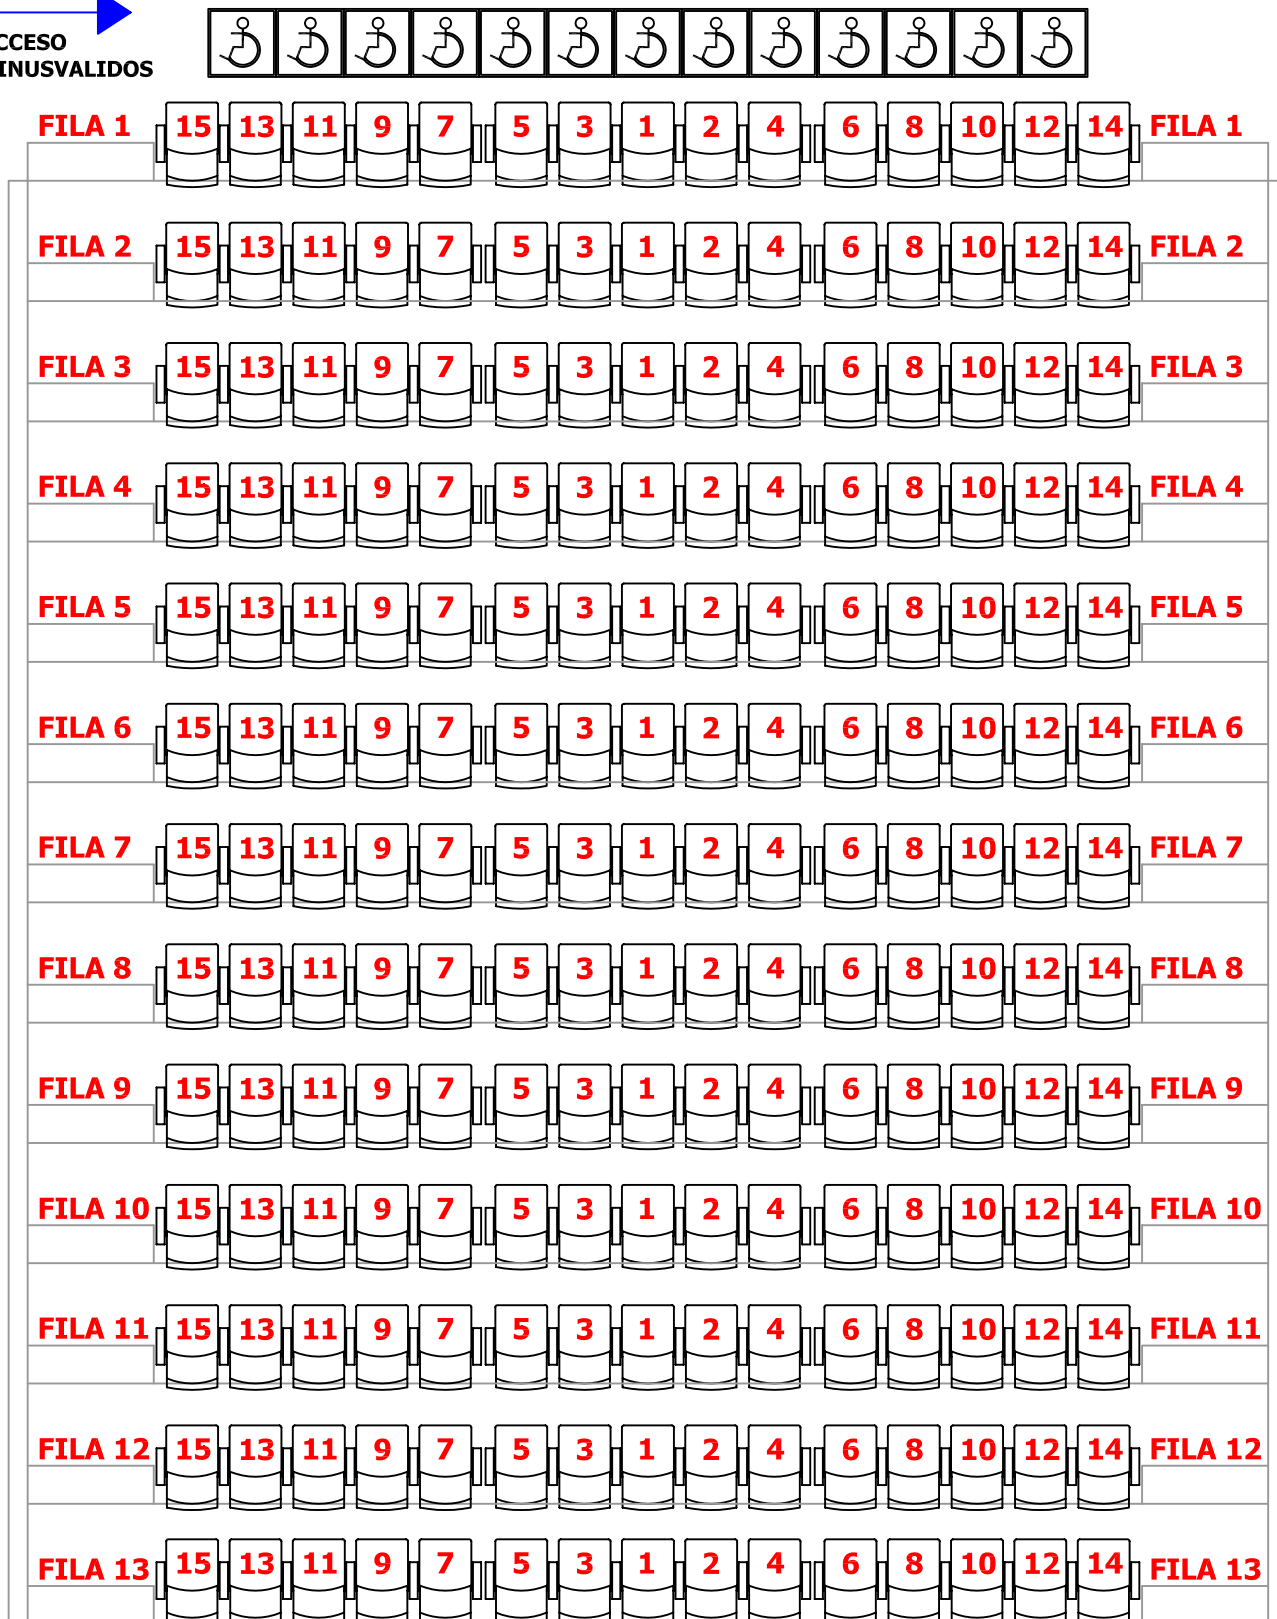 CCESO
INUSVALIDOS
FILA 1 15 13 11 9 7 5 3 1 2 4 6 8 10 12 14 FILA 1
FILA 2 15 13 11 9 7 5 3 1 2 4 6 8 10 12 14 FILA 2
FILA 3 15 13 11 9 7 5 3 1 2 4 6 8 10 12 14 FILA 3
FILA 4 15 13 11 9 7 5 3 1 2 4 6 8 10 12 14 FILA 4
FILA 5 15 13 11 9 7 5 3 1 2 4 6 8 10 12 14 FILA 5
FILA 6 15 13 11 9 7 5 3 1 2 4 6 8 10 12 14 FILA 6
FILA 7 15 13 11 9 7 5 3 1 2 4 6 8 10 12 14 FILA 7
FILA 8 15 13 11 9 7 5 3 1 2 4 6 8 10 12 14 FILA 8
FILA 9 15 13 11 9 7 5 3 1 2 4 6 8 10 12 14 FILA 9
FILA 10 15 13 11 9 7 5 3 1 2 4 6 8 10 12 14 FILA 10
FILA 11 15 13 11 9 7 5 3 1 2 4 6 8 10 12 14 FILA 11
FILA 12 15 13 11 9 7 5 3 1 2 4 6 8 10 12 14 FILA 12
FILA 13 15 13 11 9 7 5 3 1 2 4 6 8 10 12 14 FILA 13